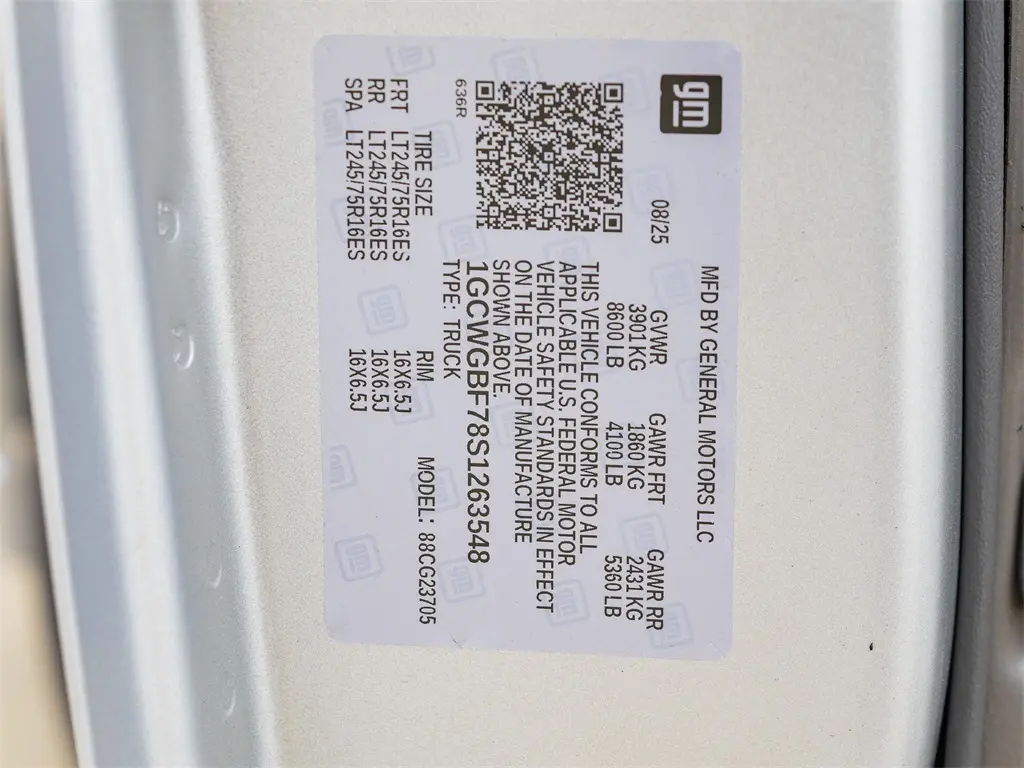 gm
MFD BY GENERAL MOTORS LLC
08/25 GVWR GAWR FRT GAWR RR
3901 KG 1860 KG 2431 KG
8600 LB 4100 LB 5360 LB
THIS VEHICLE CONFORMS TO ALL
APPLICABLE U.S. FEDERAL MOTOR
VEHICLE SAFETY STANDARDS IN EFFECT
ON THE DATE OF MANUFACTURE
SHOWN ABOVE.
1GCWGBF78S1263548
636R
TYPE: TRUCK MODEL: 88CG23705
TIRE SIZE RIM
FRT LT245/75R16ES 16X6.5J
RR LT245/75R16ES 16X6.5J
SPA LT245/75R16ES 16X6.5J